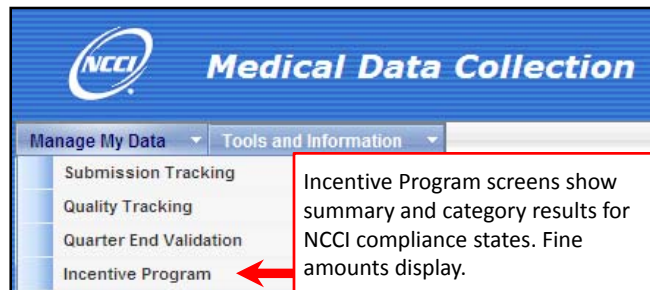 NCCI
Medical Data Collection
Manage My Data
Tools and Information
Submission Tracking
Quality Tracking
Quarter End Validation
Incentive Program
Incentive Program screens show
summary and category results for
NCCI compliance states. Fine
amounts display.